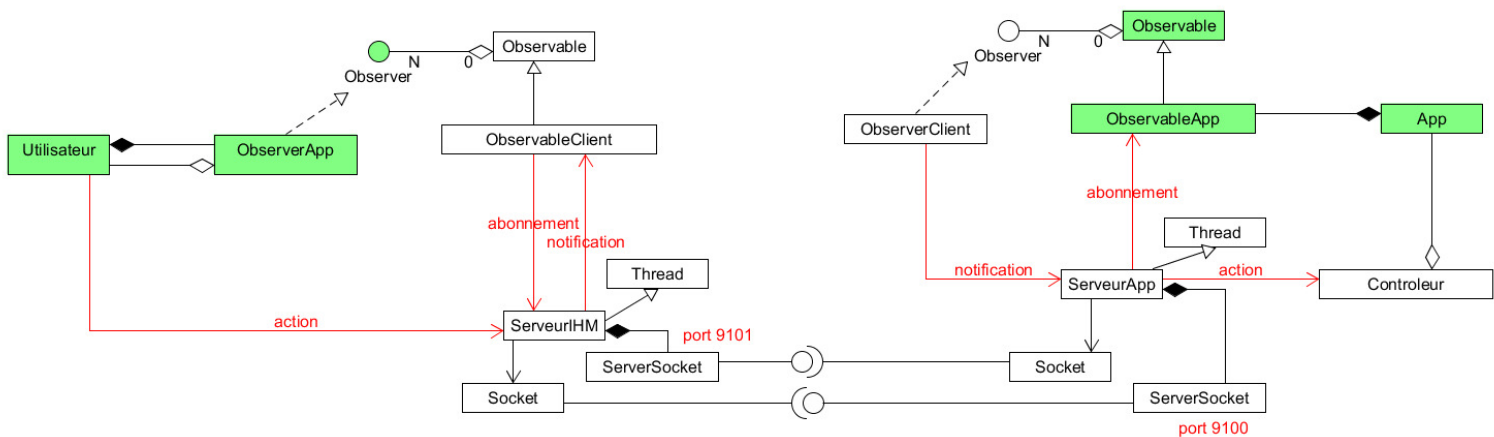 Observable
N
0
Observer
Utilisateur
ObserverApp
ObservableClient
abonnement
notification
Thread
action
ServeurIHM
port 9101
ServerSocket
Socket
Observable
N
0
Observer
ObserverClient
ObservableApp
App
abonnement
Thread
notification
ServeurApp
action
Controleur
Socket
ServerSocket
port 9100